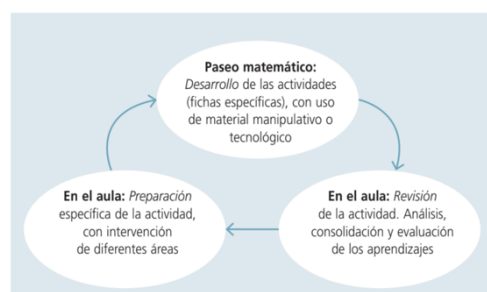 Paseo matemático:
Desarrollo de las actividades
(fichas específicas), con uso
de material manipulativo o
tecnológico
En el aula: Preparación
específica de la actividad,
con intervención
de diferentes áreas
En el aula: Revisión
de la actividad. Análisis,
consolidación y evaluación
de los aprendizajes